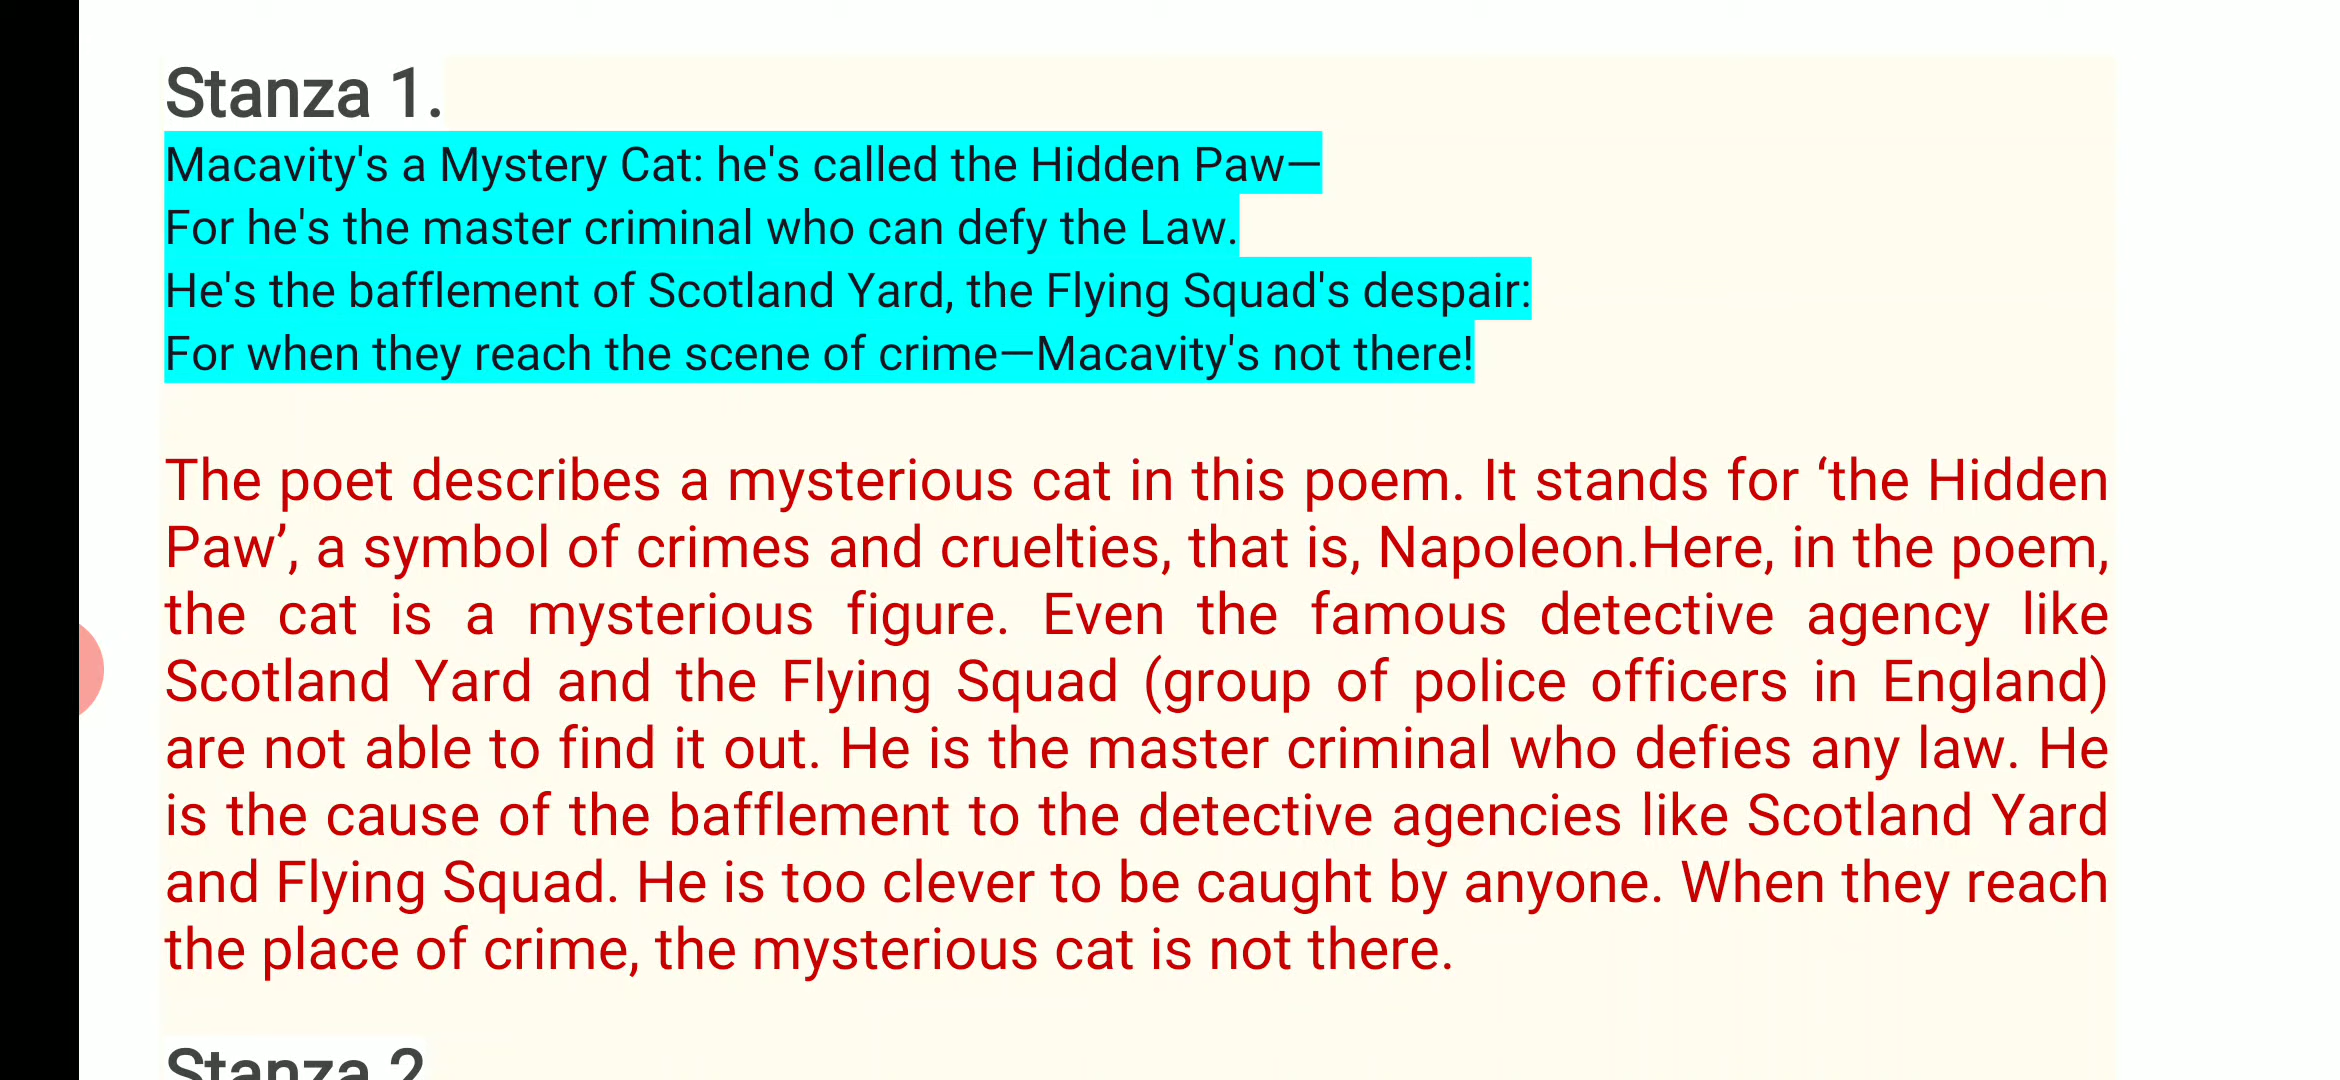 Stanza 1.
Macavity's a Mystery Cat: he's called the Hidden Paw—
For he's the master criminal who can defy the Law.
He's the bafflement of Scotland Yard, the Flying Squad's despair:
For when they reach the scene of crime—Macavity's not there!
The poet describes a mysterious cat in this poem. It stands for ‘the Hidden
Paw’, a symbol of crimes and cruelties, that is, Napoleon.Here, in the poem,
the cat is a mysterious figure. Even the famous detective agency like
Scotland Yard and the Flying Squad (group of police officers in England)
are not able to find it out. He is the master criminal who defies any law. He
is the cause of the bafflement to the detective agencies like Scotland Yard
and Flying Squad. He is too clever to be caught by anyone. When they reach
the place of crime, the mysterious cat is not there.
Stanza 2